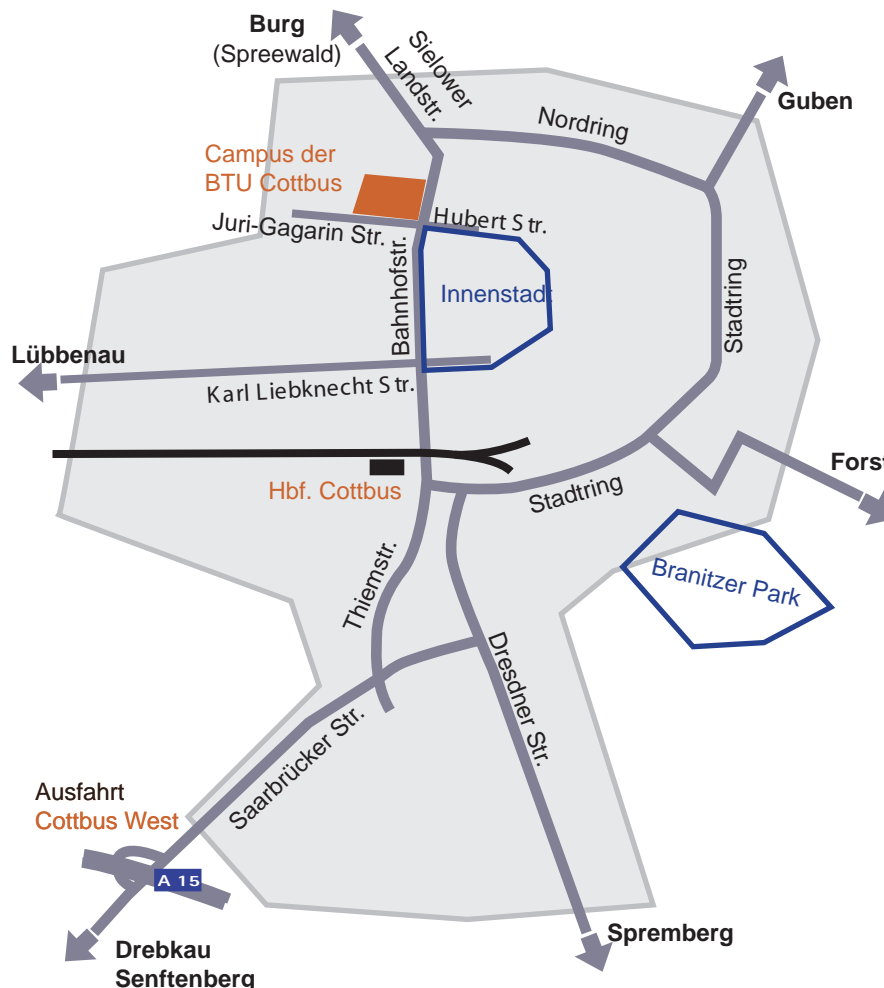 Burg
(Spreewald)
Sielower
Landstr.
Nordring
Guben
Campus der
BTU Cottbus
Hubert Str.
Juri-Gagarin Str.
Innenstadt
Bahnhofstr.
Stadtring
Lübbenau
Karl Liebknecht Str.
Forst
Hbf. Cottbus
Stadtring
Thiemstr.
Branitzer Park
Dresdner Str.
Saarbrücker Str.
Ausfahrt
Cottbus West
A 15
Spremberg
Drebkau
Senftenberg